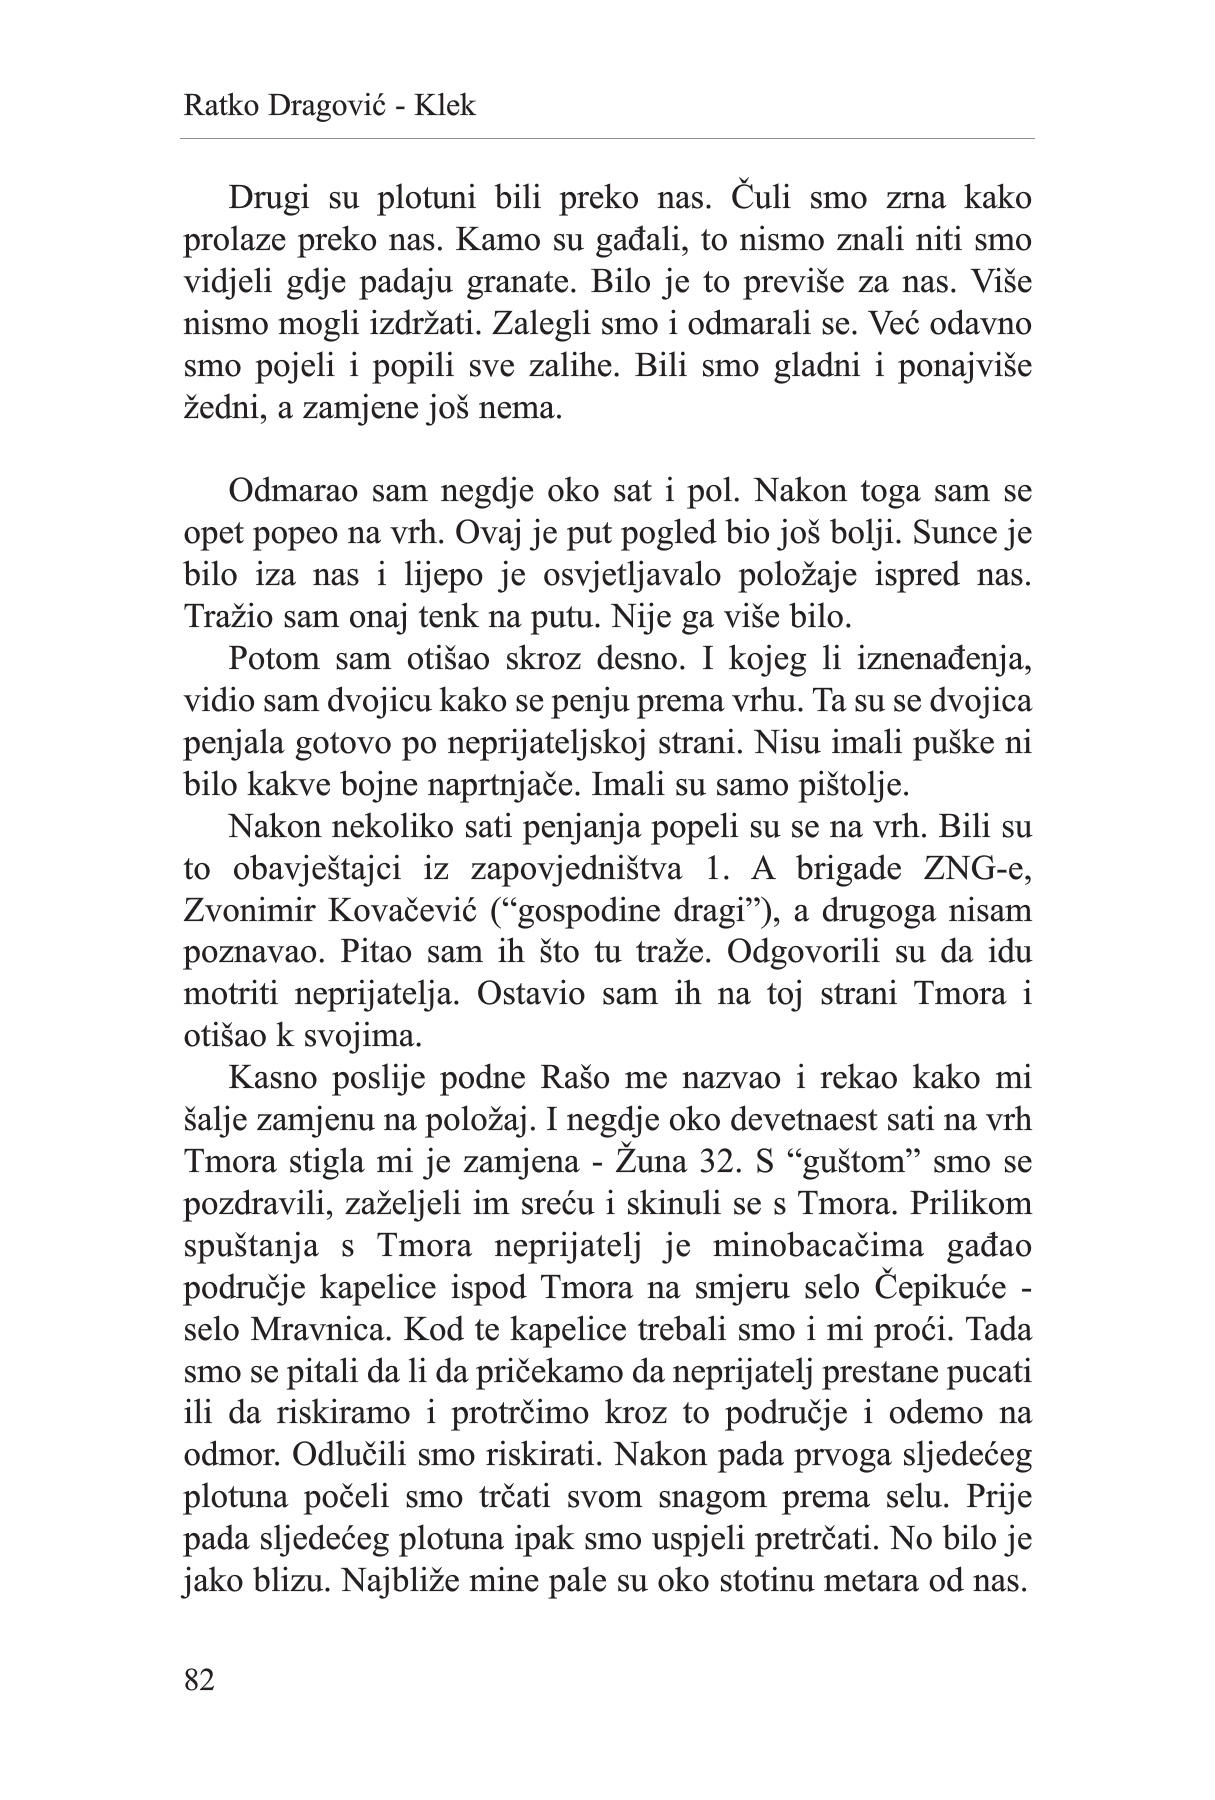 Ratko Dragović - Klek
Drugi su plotuni bili preko nas. Čuli smo zrna kako
prolaze preko nas. Kamo su gađali, to nismo znali niti smo
vidjeli gdje padaju granate. Bilo je to previše za nas. Više
nismo mogli izdržati. Zalegli smo i odmarali se. Već odavno
smo pojeli i popili sve zalihe. Bili smo gladni i ponajviše
žedni, a zamjene još nema.
Odmarao sam negdje oko sat i pol. Nakon toga sam se
opet popeo na vrh. Ovaj je put pogled bio još bolji. Sunce je
bilo iza nas i lijepo je osvjetljavalo položaje ispred nas.
Tražio sam onaj tenk na putu. Nije ga više bilo.
Potom sam otišao skroz desno. I kojeg li iznenađenja,
vidio sam dvojicu kako se penju prema vrhu. Ta su se dvojica
penjala gotovo po neprijateljskoj strani. Nisu imali puške ni
bilo kakve bojne naprtnjače. Imali su samo pištolje.
Nakon nekoliko sati penjanja popeli su se na vrh. Bili su
to obavještajci iz zapovjedništva 1. A brigade ZNG-e,
Zvonimir Kovačević (“gospodine dragi”), a drugoga nisam
poznavao. Pitao sam ih što tu traže. Odgovorili su da idu
motriti neprijatelja. Ostavio sam ih na toj strani Tmora i
otišao k svojima.
Kasno poslije podne Rašo me nazvao i rekao kako mi
šalje zamjenu na položaj. I negdje oko devetnaest sati na vrh
Tmora stigla mi je zamjena - Žuna 32. S “guštom” smo se
pozdravili, zaželjeli im sreću i skinuli se s Tmora. Prilikom
spuštanja s Tmora neprijatelj je minobacačima gađao
područje kapelice ispod Tmora na smjeru selo Čepikuće -
selo Mravnica. Kod te kapelice trebali smo i mi proći. Tada
smo se pitali da li da pričekamo da neprijatelj prestane pucati
ili da riskiramo i protrčimo kroz to područje i odemo na
odmor. Odlučili smo riskirati. Nakon pada prvoga sljedećeg
plotuna počeli smo trčati svom snagom prema selu. Prije
pada sljedećeg plotuna ipak smo uspjeli pretrčati. No bilo je
jako blizu. Najbliže mine pale su oko stotinu metara od nas.
82